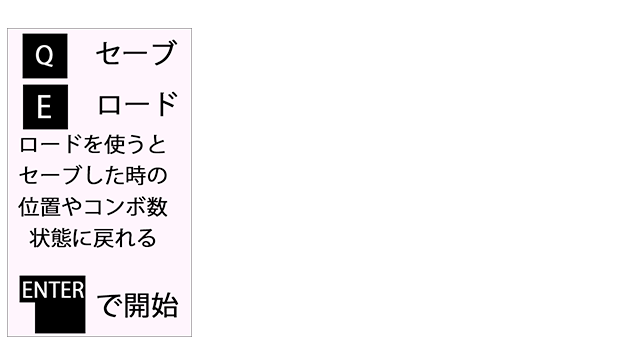 Q セーブ
E ロード
ロードを使うと
セーブした時の
位置やコンボ数
状態に戻れる
ENTER で開始